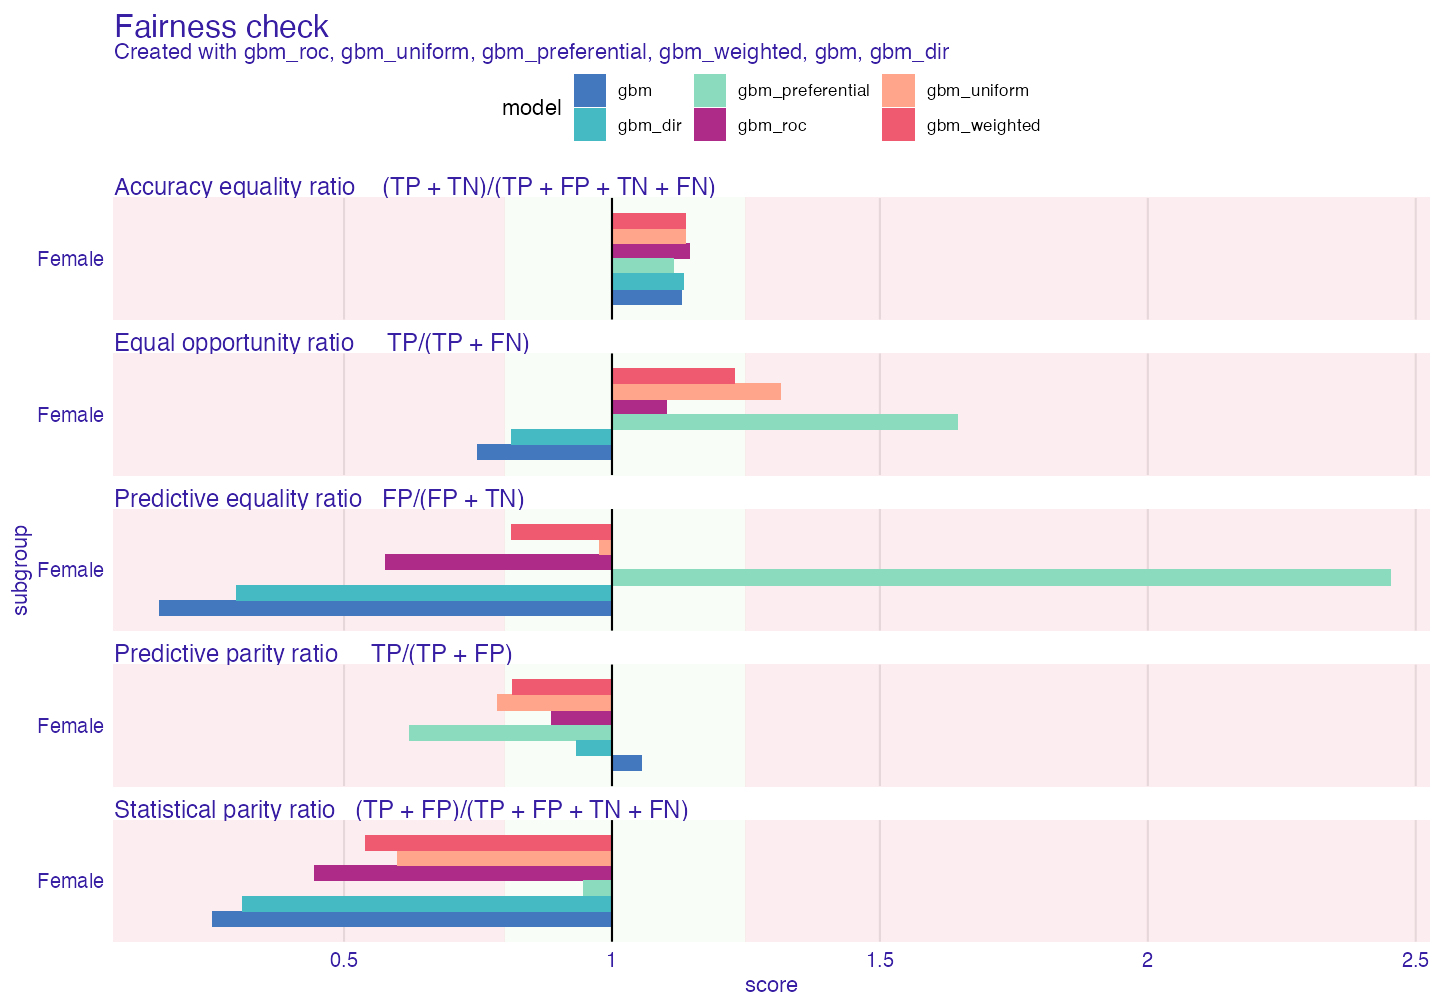 Fairness check
Created with gbm_roc, gbm_uniform, gbm_preferential, gbm_weighted, gbm, gbm_dir
model
gbm
gbm_preferential
gbm_uniform
gbm_dir
gbm_roc
gbm_weighted
Accuracy equality ratio (TP + TN)/(TP + FP + TN + FN)
Female
Equal opportunity ratio TP/(TP + FN)
Female
Predictive equality ratio FP/(FP + TN)
Female
subgroup
Predictive parity ratio TP/(TP + FP)
Female
Statistical parity ratio (TP + FP)/(TP + FP + TN + FN)
Female
0.5 1 1.5 2 2.5
score